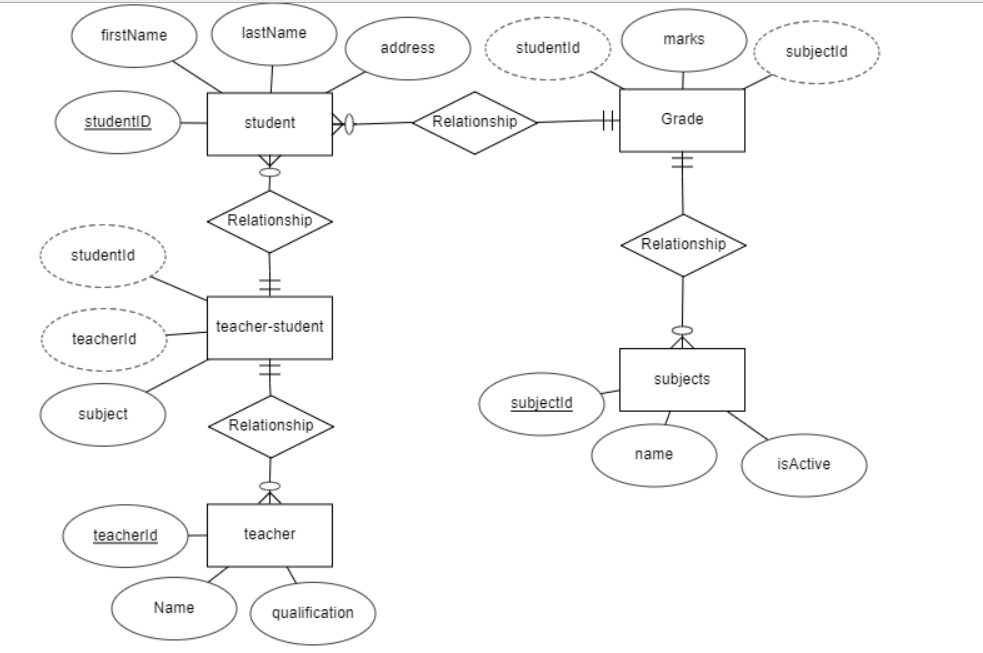 firstName
lastName
address
studentId
marks
subjectId
studentID
student
Relationship
Grade
Relationship
Relationship
studentId
teacher-student
teacherId
subjects
subjectId
subject
Relationship
name
isActive
teacherId
teacher
Name
qualification